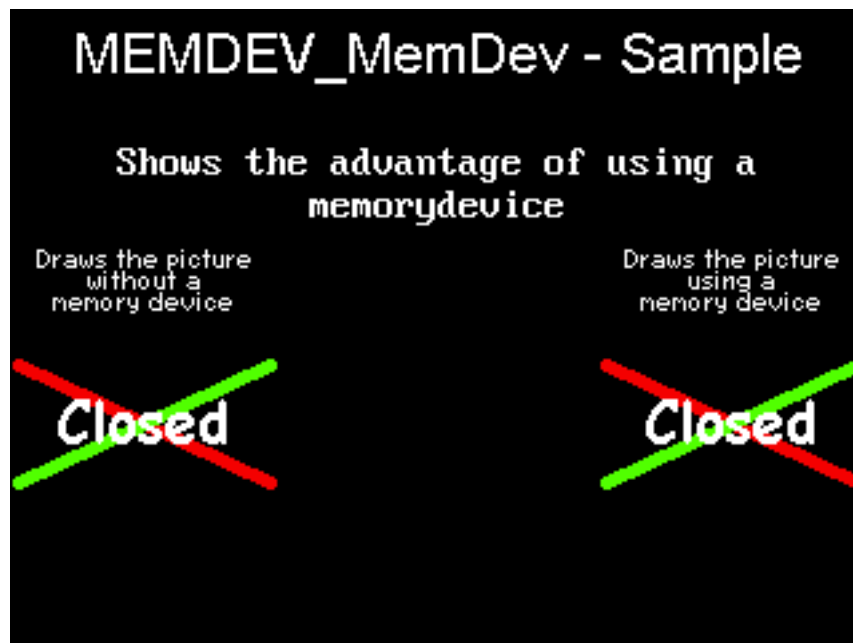 MEMDEV_MemDev - Sample
Shows the advantage of using a
memorydevice
Draws the picture
without a
memory device
Draws the picture
using a
memory device
Closed
Closed